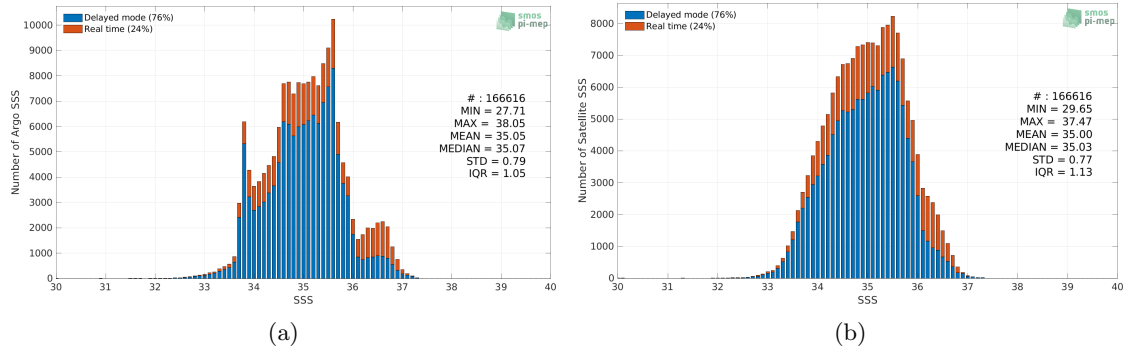 Delayed mode (76%)
Real time (24%)
smos
pi-mep
10000
9000
8000
7000
6000
5000
4000
3000
2000
1000
0
Number of Argo SSS
# : 166616
MIN = 27.71
MAX = 38.05
MEAN = 35.05
MEDIAN = 35.07
STD = 0.79
IQR = 1.05
30 31 32 33 34 35 36 37 38 39 40
SSS
(a)
Delayed mode (76%)
Real time (24%)
smos
pi-mep
8000
7000
6000
5000
4000
3000
2000
1000
0
Number of Satellite SSS
# : 166616
MIN = 29.65
MAX = 37.47
MEAN = 35.00
MEDIAN = 35.03
STD = 0.77
IQR = 1.13
30 31 32 33 34 35 36 37 38 39 40
SSS
(b)